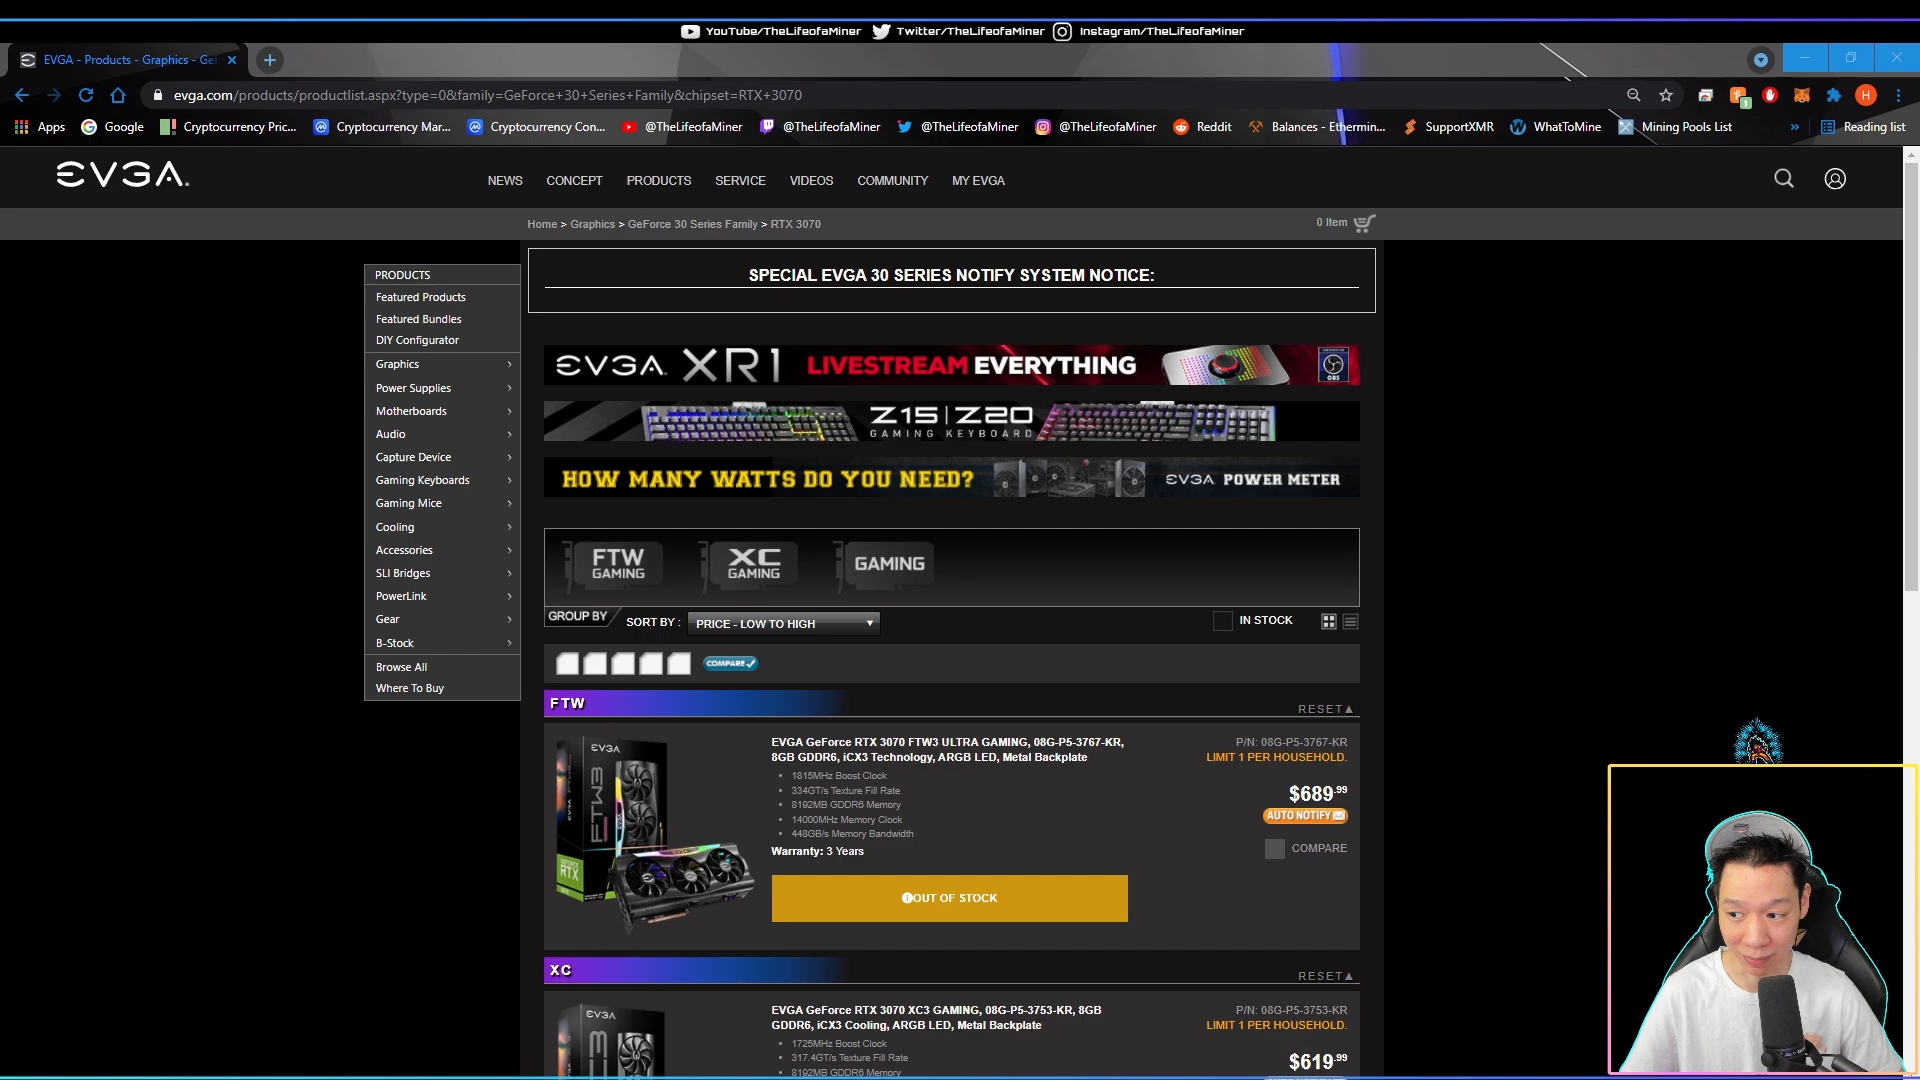 YouTube/TheLifeofaMiner Twitter/TheLifeofaMiner Instagram/TheLifeofaMiner
EVGA - Products - Graphics - Ge
evga.com/products/productlist.aspx?type=0&family=GeForce+30+Series+Family&chipset=RTX+3070
Apps Google Cryptocurrency Pric... Cryptocurrency Mar... Cryptocurrency Con... @TheLifeofaMiner @TheLifeofaMiner @TheLifeofaMiner @TheLifeofaMiner Reddit Balances - Ethermin... SupportXMR WhatToMine Mining Pools List » Reading list
EVGA. NEWS CONCEPT PRODUCTS SERVICE VIDEOS COMMUNITY MY EVGA
Home > Graphics > GeForce 30 Series Family > RTX 3070 0 Item
PRODUCTS
Featured Products
Featured Bundles
DIY Configurator
Graphics
Power Supplies
Motherboards
Audio
Capture Device
Gaming Keyboards
Gaming Mice
Cooling
Accessories
SLI Bridges
PowerLink
Gear
B-Stock
Browse All
Where To Buy
SPECIAL EVGA 30 SERIES NOTIFY SYSTEM NOTICE:
EVGA. XR1 LIVESTREAM EVERYTHING OBS
Z15 | Z20
GAMING KEYBOARD
HOW MANY WATTS DO YOU NEED? EVGA POWER METER
FTW GAMING XC GAMING GAMING
GROUP BY SORT BY : PRICE - LOW TO HIGH IN STOCK
COMPARE
FTW RESET▲
EVGA GeForce RTX 3070 FTW3 ULTRA GAMING, 08G-P5-3767-KR,
8GB GDDR6, iCX3 Technology, ARGB LED, Metal Backplate
• 1815MHz Boost Clock
• 334GT/s Texture Fill Rate
• 8192MB GDDR6 Memory
• 14000MHz Memory Clock
• 448GB/s Memory Bandwidth
Warranty: 3 Years
OUT OF STOCK
P/N: 08G-P5-3767-KR
LIMIT 1 PER HOUSEHOLD.
$689.99
AUTO NOTIFY
COMPARE
EVGA
FTW3
GEFORCE
RTX
XC RESET▲
EVGA GeForce RTX 3070 XC3 GAMING, 08G-P5-3753-KR, 8GB
GDDR6, iCX3 Cooling, ARGB LED, Metal Backplate
• 1725MHz Boost Clock
• 317.4GT/s Texture Fill Rate
• 8192MB GDDR6 Memory
P/N: 08G-P5-3753-KR
LIMIT 1 PER HOUSEHOLD.
$619.99
EVGA
H
1